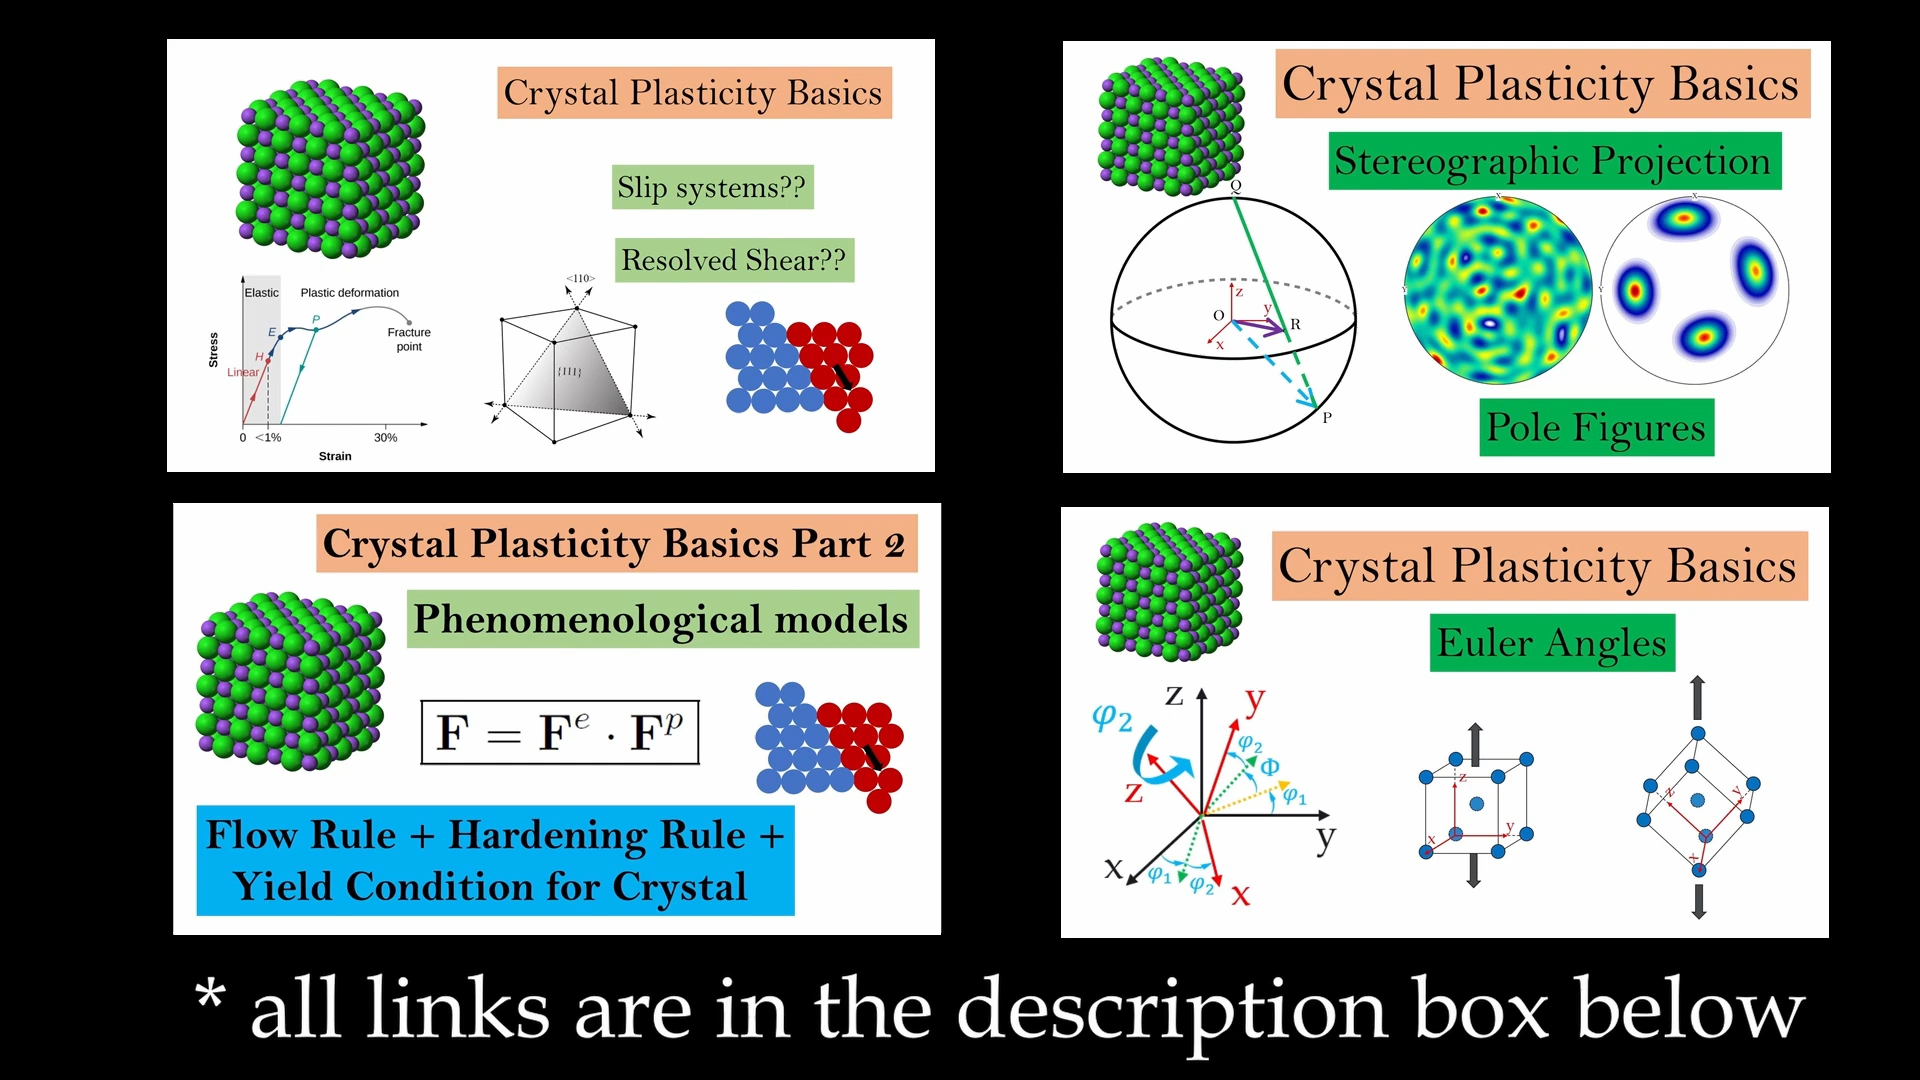 Crystal Plasticity Basics
Slip systems??
Resolved Shear??
Elastic
Plastic deformation
E
P
H
Linear
Fracture
point
Stress
0 <1% 30%
Strain
<110>
{111}
Crystal Plasticity Basics
Stereographic Projection
Q
z
y
O
R
x
P
X
Y
X
Y
Pole Figures
Crystal Plasticity Basics Part 2
Phenomenological models
F = Fᵉ · Fᵖ
Flow Rule + Hardening Rule +
Yield Condition for Crystal
Crystal Plasticity Basics
Euler Angles
z
y
φ2
φ2
Φ
z
φ1
y
x
φ1
φ2
x
z
y
x
z
y
x
* all links are in the description box below